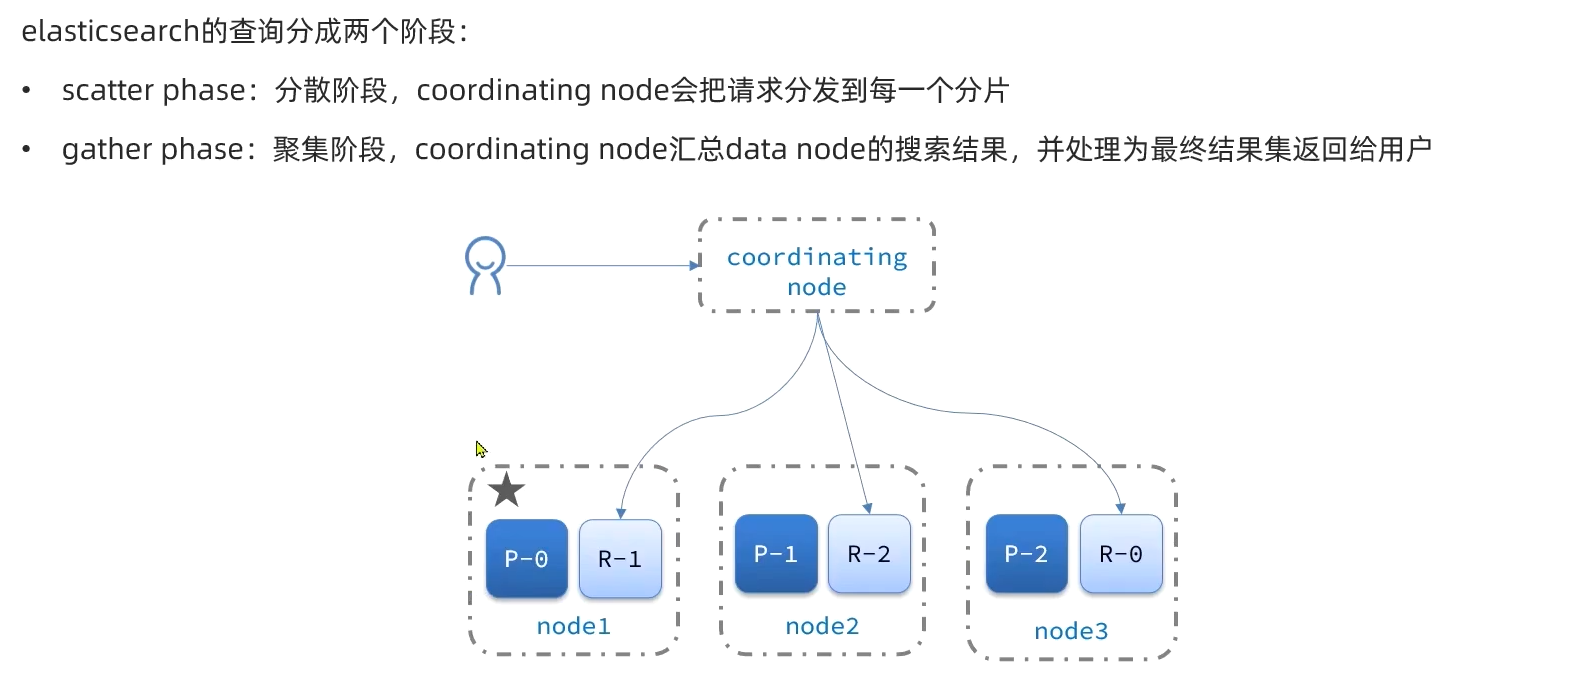 elasticsearch的查询分成两个阶段：
• scatter phase：分散阶段，coordinating node会把请求分发到每一个分片
• gather phase：聚集阶段，coordinating node汇总data node的搜索结果，并处理为最终结果集返回给用户
coordinating
node
P-0
R-1
P-1
R-2
P-2
R-0
node1
node2
node3